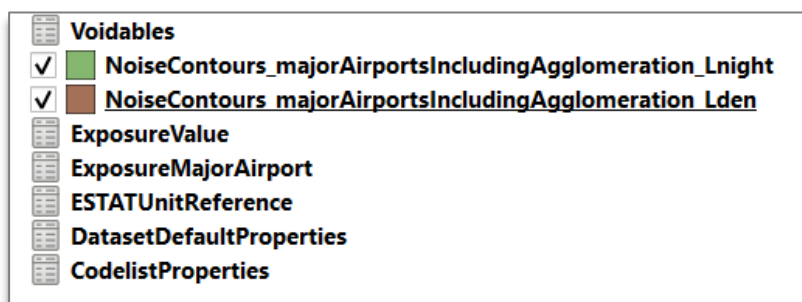 Voidables
NoiseContours_majorAirportsIncludingAgglomeration_Lnight
NoiseContours_majorAirportsIncludingAgglomeration_Lden
ExposureValue
ExposureMajorAirport
ESTATUnitReference
DatasetDefaultProperties
CodelistProperties